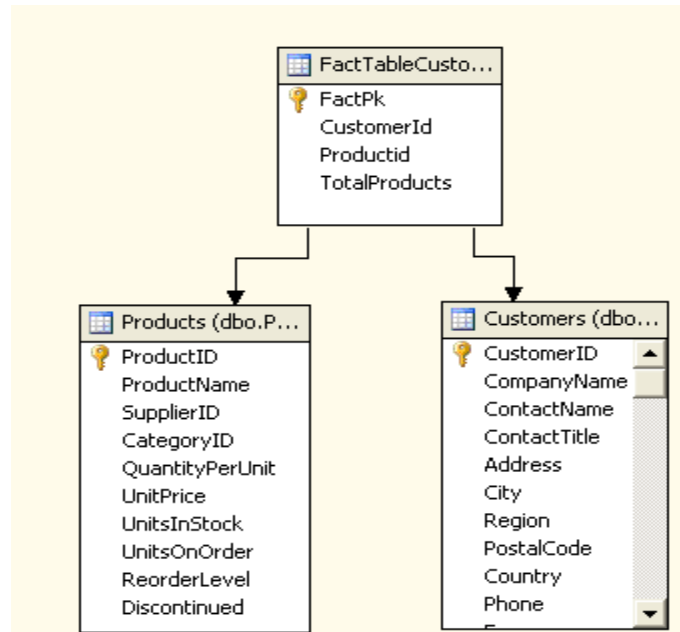 FactTableCusto...
FactPk
CustomerId
Productid
TotalProducts
Products (dbo.P...
ProductID
ProductName
SupplierID
CategoryID
QuantityPerUnit
UnitPrice
UnitsInStock
UnitsOnOrder
ReorderLevel
Discontinued
Customers (dbo...
CustomerID
CompanyName
ContactName
ContactTitle
Address
City
Region
PostalCode
Country
Phone